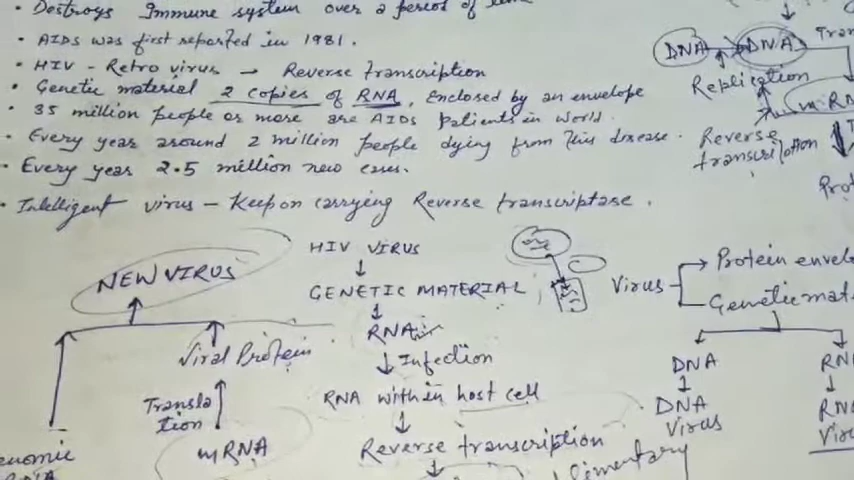 Destroys Immune system over a period of time
• AIDS was first reported in 1981.
• HIV - Retro virus → Reverse transcription
• Genetic material 2 copies of RNA, Enclosed by an envelope
• 35 million people or more are AIDS patients in World.
• Every year around 2 million people dying from this disease.
• Every year 2.5 million new cases.
• Intelligent virus - Keep on carrying Reverse transcriptase.
DNA → DNA
Replication
Reverse
transcription
NEW VIRUS
Viral Protein
Translation
mRNA
HIV VIRUS
↓
GENETIC MATERIAL
↓
RNA
↓ Infection
RNA within host cell
↓
Reverse transcription
↓
Virus
Protein
DNA
↓
DNA
Virus